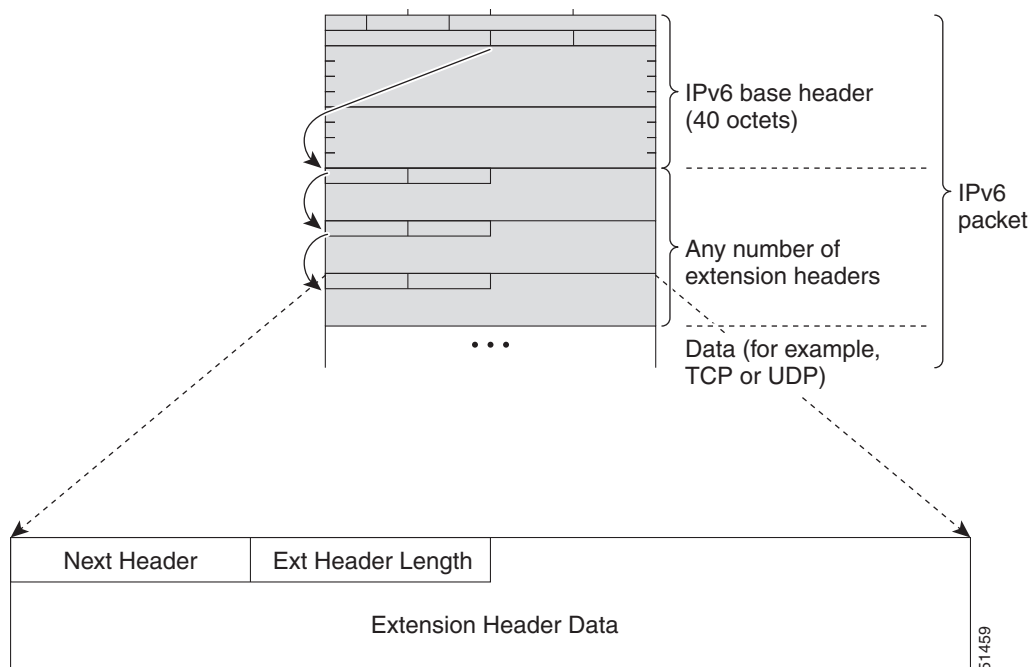 IPv6 base header
(40 octets)
IPv6
packet
Any number of
extension headers
• • •
Data (for example,
TCP or UDP)
Next Header
Ext Header Length
Extension Header Data